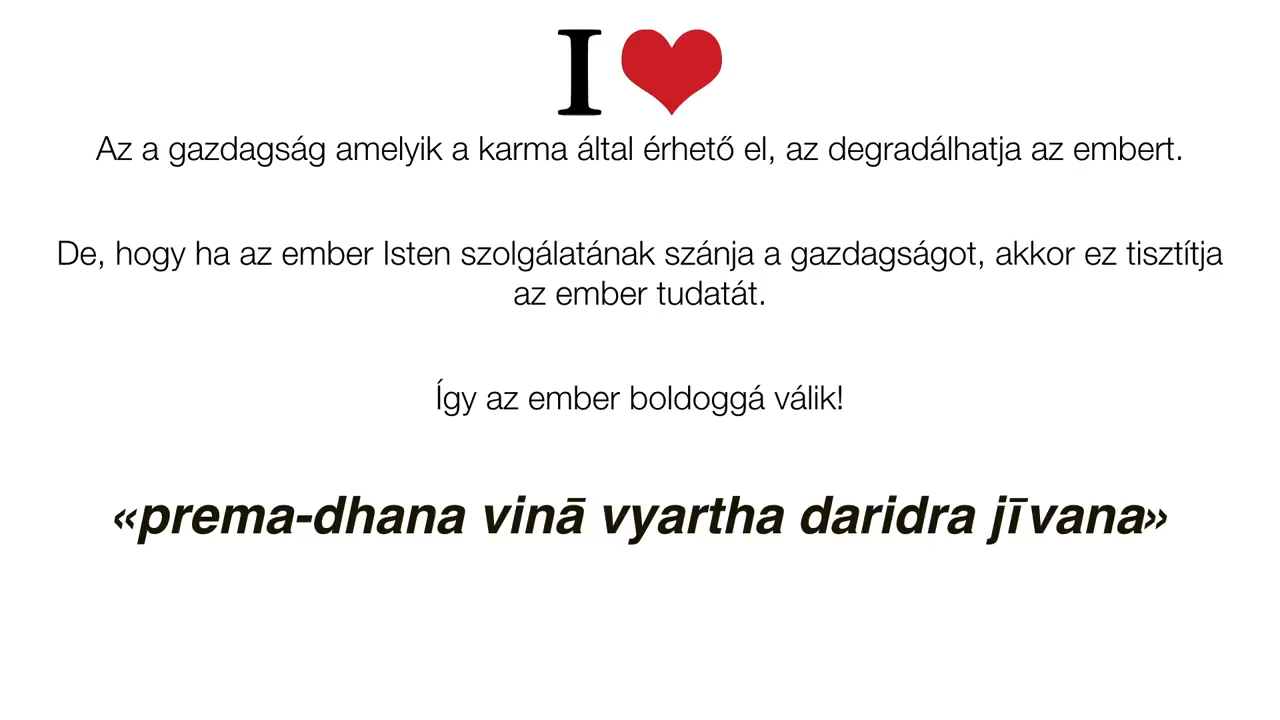 I ❤
Az a gazdagság amelyik a karma által érhető el, az degradálhatja az embert.
De, hogy ha az ember Isten szolgálatának szánja a gazdagságot, akkor ez tisztítja
az ember tudatát.
Így az ember boldoggá válik!
«prema-dhana vinā vyartha daridra jīvana»